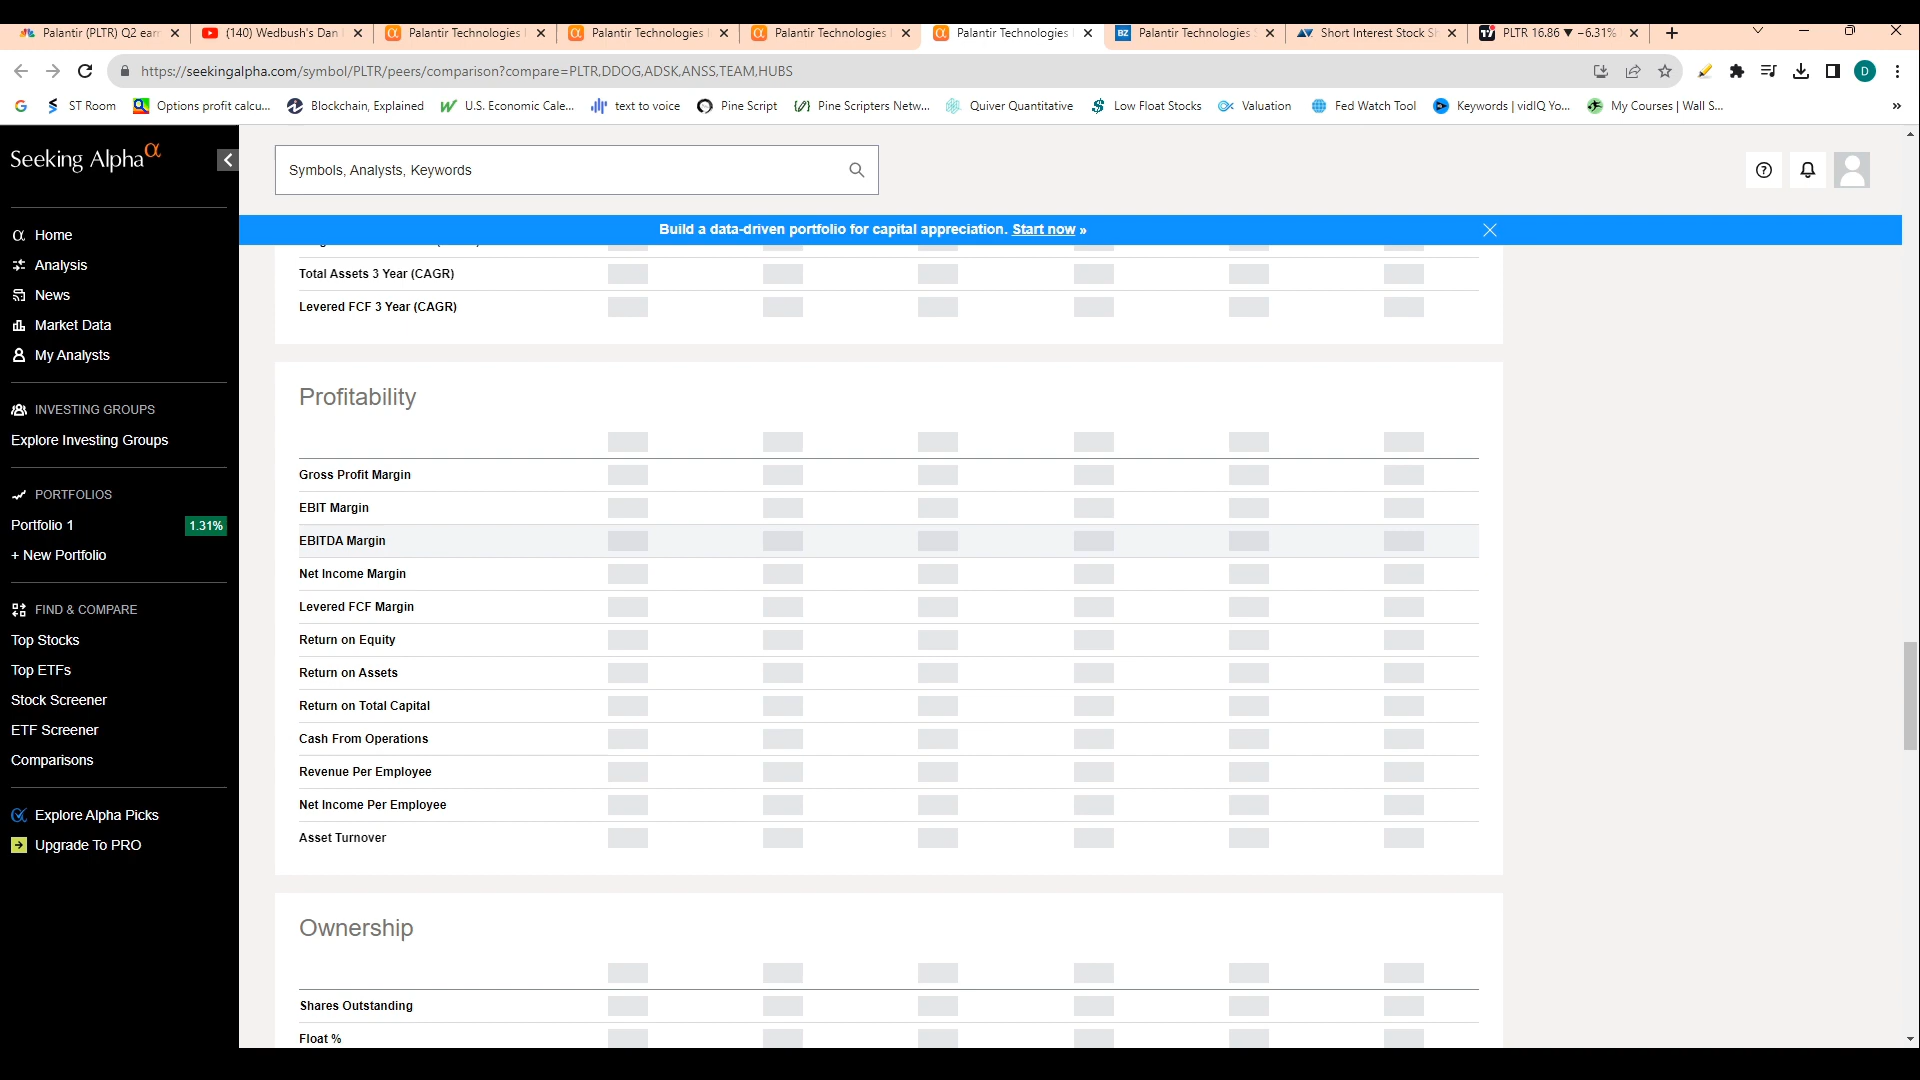 Palantir (PLTR) Q2 ear
(140) Wedbush's Dan I
Palantir Technologies I
Palantir Technologies I
Palantir Technologies I
Palantir Technologies I
Palantir Technologies S
Short Interest Stock Sh
PLTR 16.86 ▼ −6.31%
https://seekingalpha.com/symbol/PLTR/peers/comparison?compare=PLTR,DDOG,ADSK,ANSS,TEAM,HUBS
ST Room
Options profit calcu...
Blockchain, Explained
U.S. Economic Cale...
text to voice
Pine Script
Pine Scripters Netw...
Quiver Quantitative
Low Float Stocks
Valuation
Fed Watch Tool
Keywords | vidIQ Yo...
My Courses | Wall S...
Seeking Alpha α
Symbols, Analysts, Keywords
Build a data-driven portfolio for capital appreciation. Start now »
Home
Analysis
News
Market Data
My Analysts
INVESTING GROUPS
Explore Investing Groups
PORTFOLIOS
Portfolio 1 1.31%
+ New Portfolio
FIND & COMPARE
Top Stocks
Top ETFs
Stock Screener
ETF Screener
Comparisons
Explore Alpha Picks
Upgrade To PRO
Total Assets 3 Year (CAGR)
Levered FCF 3 Year (CAGR)
Profitability
Gross Profit Margin
EBIT Margin
EBITDA Margin
Net Income Margin
Levered FCF Margin
Return on Equity
Return on Assets
Return on Total Capital
Cash From Operations
Revenue Per Employee
Net Income Per Employee
Asset Turnover
Ownership
Shares Outstanding
Float %